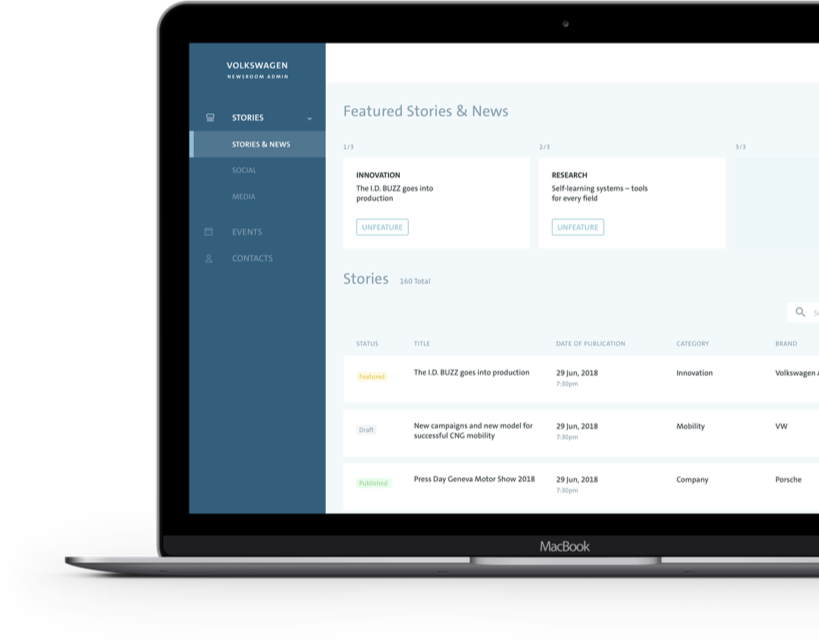 VOLKSWAGEN
NEWSROOM ADMIN
STORIES
STORIES & NEWS
SOCIAL
MEDIA
EVENTS
CONTACTS
Featured Stories & News
1/3
2/3
3/3
INNOVATION
The I.D. BUZZ goes into
production
UNFEATURE
RESEARCH
Self-learning systems – tools
for every field
UNFEATURE
Stories 160 Total
STATUS TITLE DATE OF PUBLICATION CATEGORY BRAND
Featured The I.D. BUZZ goes into production 29 Jun, 2018 Innovation Volkswagen
7:30pm
Draft New campaigns and new model for 29 Jun, 2018 Mobility VW
successful CNG mobility 7:30pm
Published Press Day Geneva Motor Show 2018 29 Jun, 2018 Company Porsche
7:30pm
MacBook